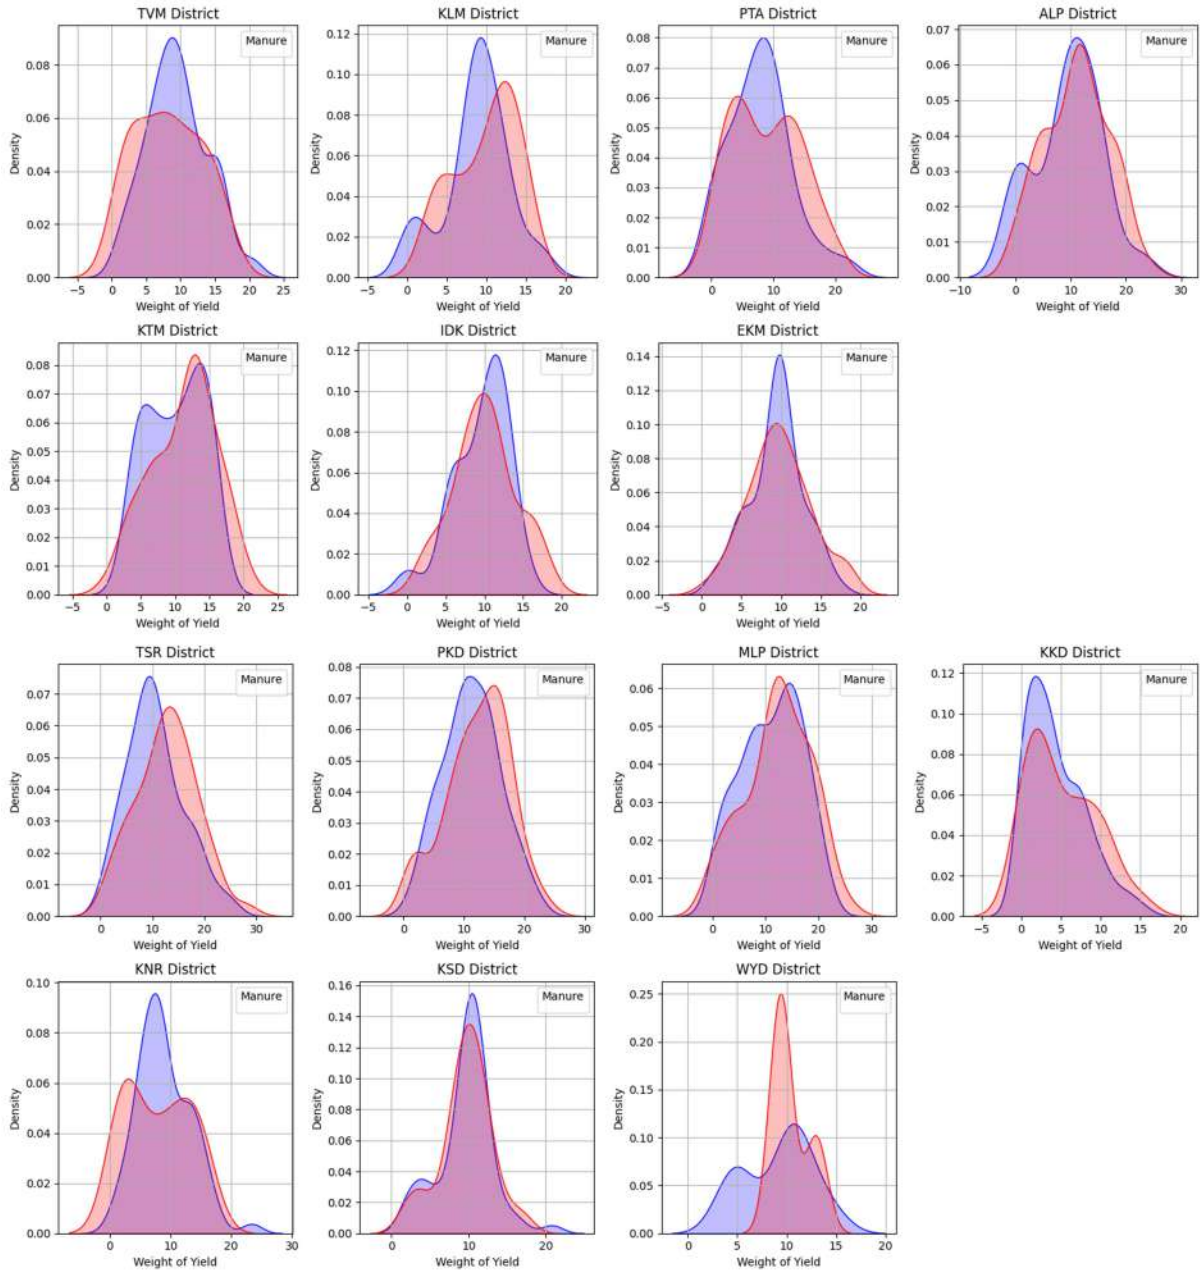 TVM District
Manure
Density
0.08
0.06
0.04
0.02
0.00
−5 0 5 10 15 20 25
Weight of Yield
KLM District
Manure
Density
0.12
0.10
0.08
0.06
0.04
0.02
0.00
−5 0 5 10 15 20
Weight of Yield
PTA District
Manure
Density
0.08
0.07
0.06
0.05
0.04
0.03
0.02
0.01
0.00
0 10 20
Weight of Yield
ALP District
Manure
Density
0.07
0.06
0.05
0.04
0.03
0.02
0.01
0.00
−10 0 10 20 30
Weight of Yield
KTM District
Manure
Density
0.08
0.07
0.06
0.05
0.04
0.03
0.02
0.01
0.00
−5 0 5 10 15 20 25
Weight of Yield
IDK District
Manure
Density
0.12
0.10
0.08
0.06
0.04
0.02
0.00
−5 0 5 10 15 20
Weight of Yield
EKM District
Manure
Density
0.14
0.12
0.10
0.08
0.06
0.04
0.02
0.00
−5 0 5 10 15 20
Weight of Yield
TSR District
Manure
Density
0.07
0.06
0.05
0.04
0.03
0.02
0.01
0.00
0 10 20 30
Weight of Yield
PKD District
Manure
Density
0.08
0.07
0.06
0.05
0.04
0.03
0.02
0.01
0.00
0 10 20 30
Weight of Yield
MLP District
Manure
Density
0.06
0.05
0.04
0.03
0.02
0.01
0.00
0 10 20 30
Weight of Yield
KKD District
Manure
Density
0.12
0.10
0.08
0.06
0.04
0.02
0.00
−5 0 5 10 15 20
Weight of Yield
KNR District
Manure
Density
0.10
0.08
0.06
0.04
0.02
0.00
0 10 20 30
Weight of Yield
KSD District
Manure
Density
0.16
0.14
0.12
0.10
0.08
0.06
0.04
0.02
0.00
0 10 20
Weight of Yield
WYD District
Manure
Density
0.25
0.20
0.15
0.10
0.05
0.00
0 5 10 15 20
Weight of Yield